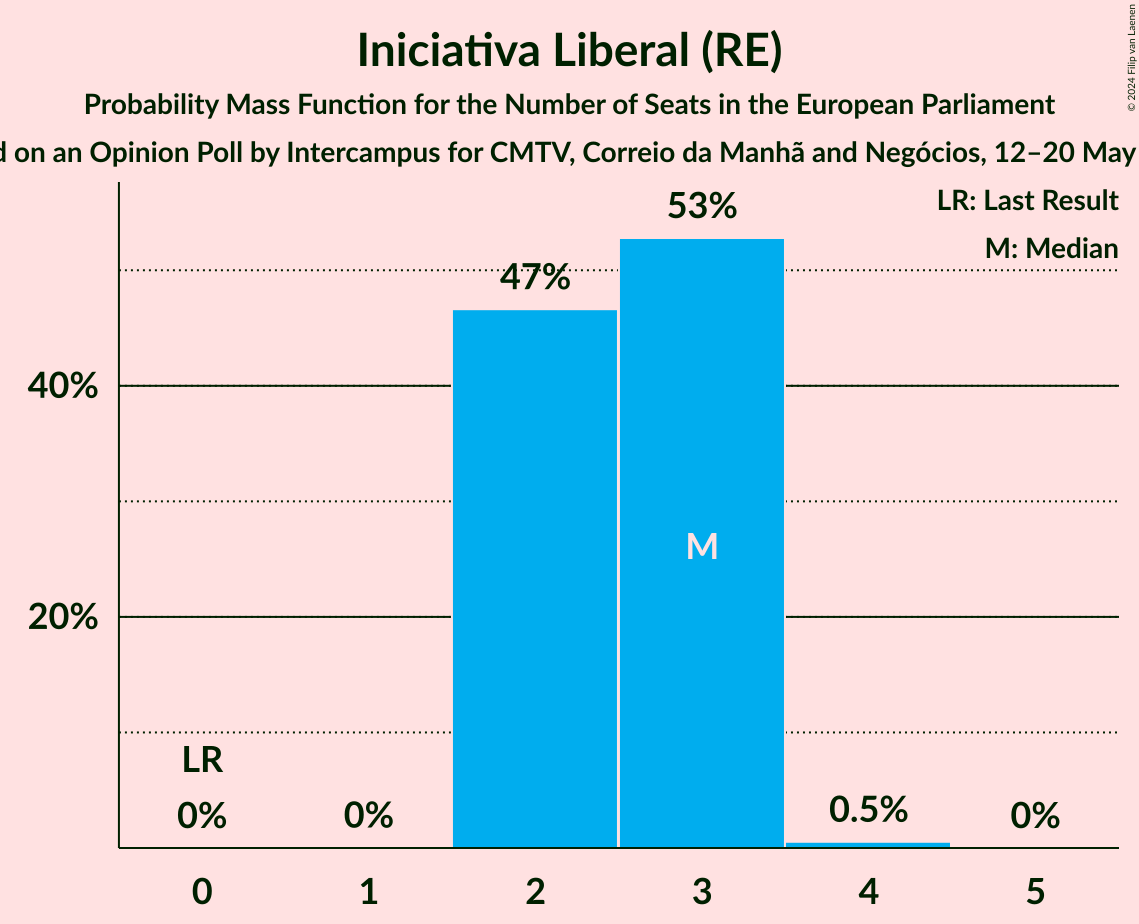 Iniciativa Liberal (RE)
Probability Mass Function for the Number of Seats in the European Parliament
on an Opinion Poll by Intercampus for CMTV, Correio da Manhã and Negócios, 12–20 May
© 2024 Filip van Laenen
LR: Last Result
M: Median
53%
47%
40%
M
20%
LR
0%
0%
0.5%
0%
0
1
2
3
4
5